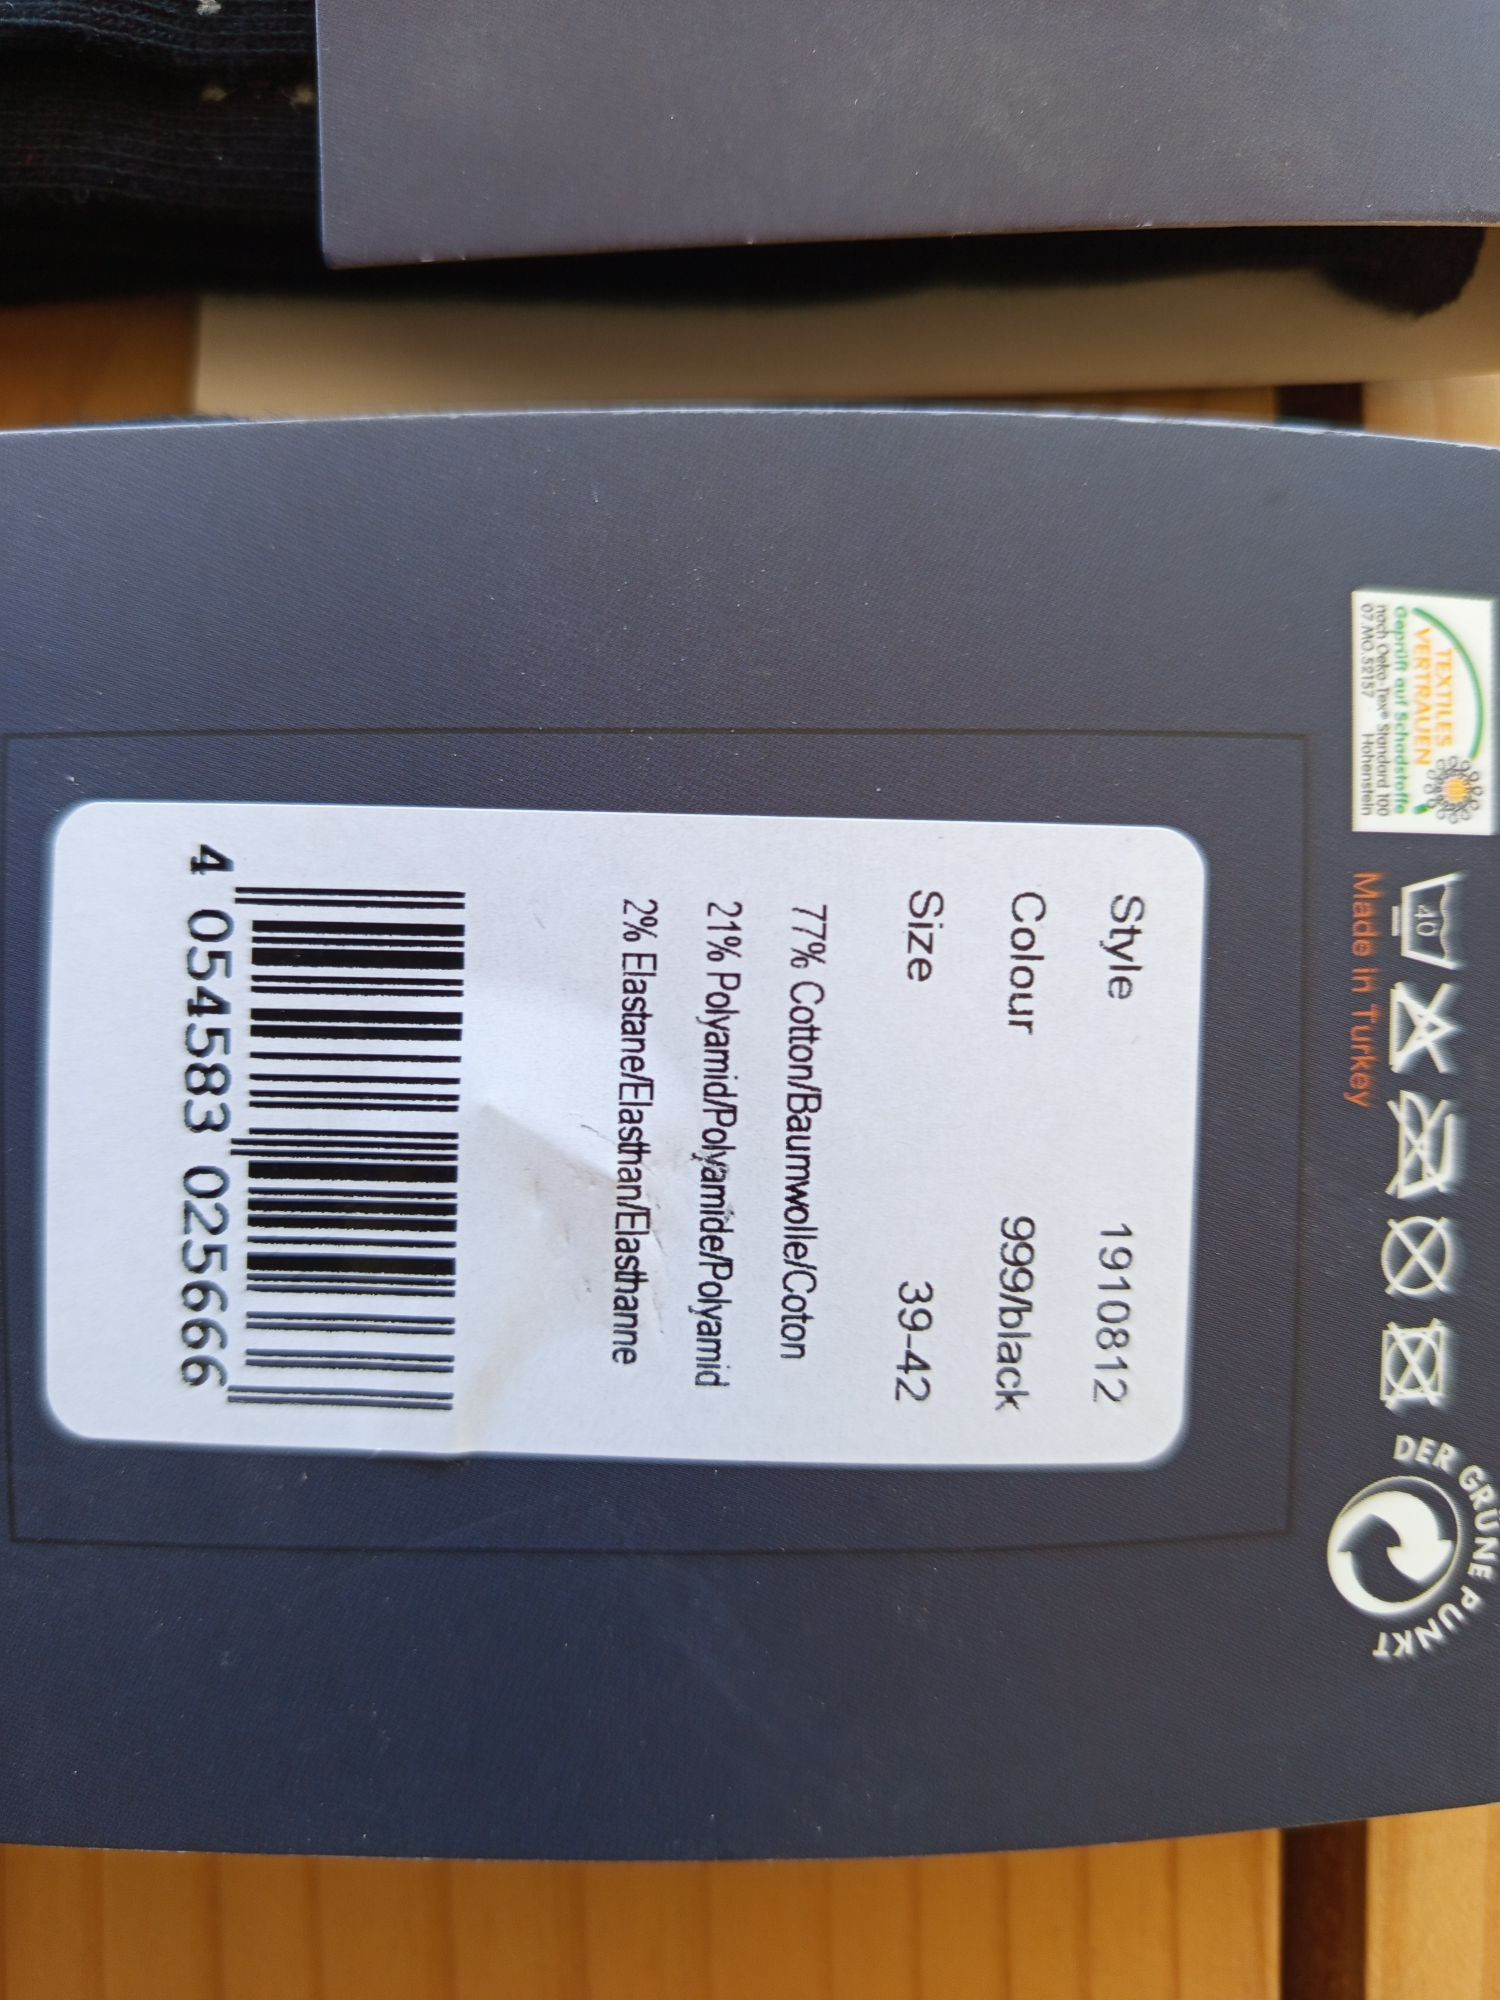 TEXTILES
VERTRAUEN
Geprüft auf Schadstoffe
nach Oeko-Tex® Standard 100
07.MO.52157 Hohenstein
40
Made in Turkey
DER GRÜNE PUNKT
Style 1910812
Colour 999/black
Size 39-42
77% Cotton/Baumwolle/Coton
21% Polyamid/Polyamide/Polyamid
2% Elastane/Elasthan/Elasthanne
4 054583 025666